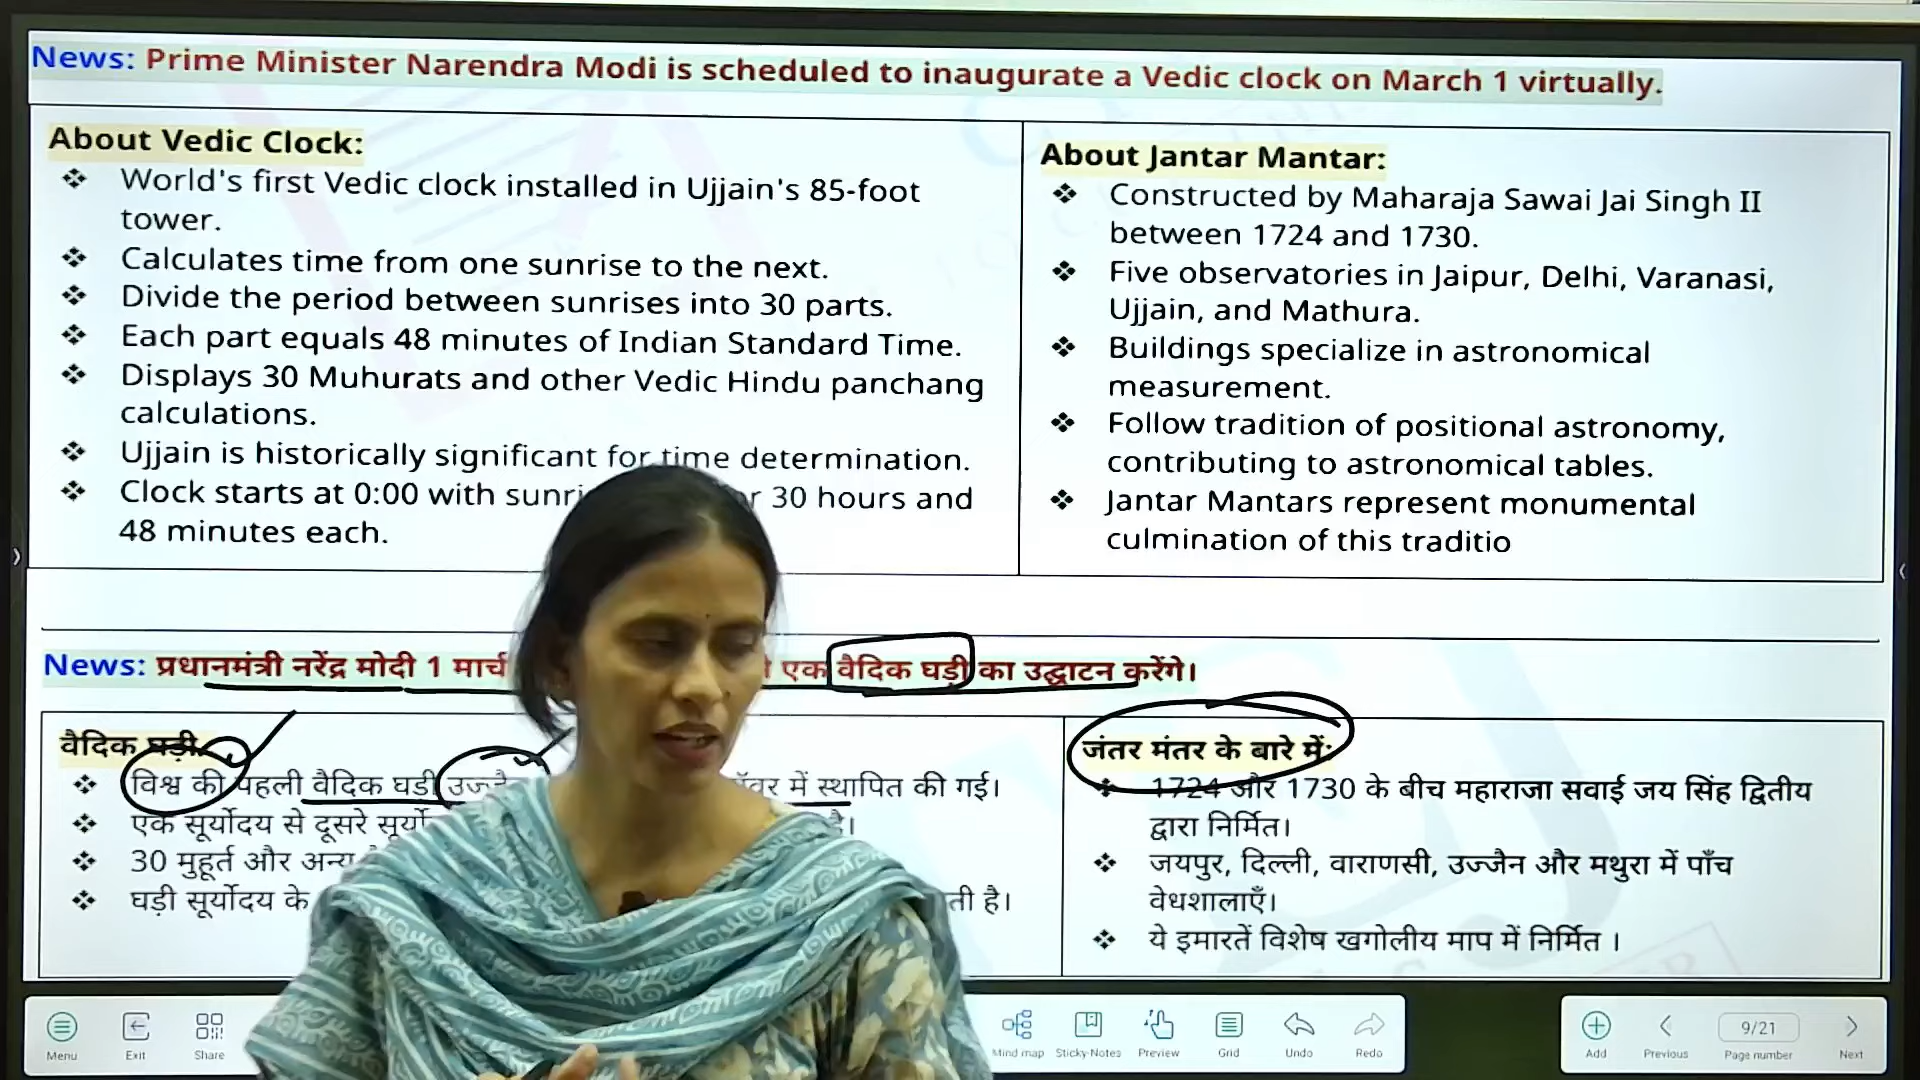 News: Prime Minister Narendra Modi is scheduled to inaugurate a Vedic clock on March 1 virtually.
About Vedic Clock:
❖ World's first Vedic clock installed in Ujjain's 85-foot
tower.
❖ Calculates time from one sunrise to the next.
❖ Divide the period between sunrises into 30 parts.
❖ Each part equals 48 minutes of Indian Standard Time.
❖ Displays 30 Muhurats and other Vedic Hindu panchang
calculations.
❖ Ujjain is historically significant for time determination.
❖ Clock starts at 0:00 with 30 hours and
48 minutes each.
About Jantar Mantar:
❖ Constructed by Maharaja Sawai Jai Singh II
between 1724 and 1730.
❖ Five observatories in Jaipur, Delhi, Varanasi,
Ujjain, and Mathura.
❖ Buildings specialize in astronomical
measurement.
❖ Follow tradition of positional astronomy,
contributing to astronomical tables.
❖ Jantar Mantars represent monumental
culmination of this traditio
News: प्रधानमंत्री नरेंद्र मोदी 1 मार्च एक वैदिक घड़ी का उद्घाटन करेंगे।
वैदिक घड़ी
❖ विश्व की पहली वैदिक घडी में स्थापित की गई।
❖ एक सूर्योदय से दूसरे है।
❖ 30 मुहूर्त और अन्य
❖ घड़ी सूर्योदय के है।
जंतर मंतर के बारे में:
❖ 1724 और 1730 के बीच महाराजा सवाई जय सिंह द्वितीय
द्वारा निर्मित।
❖ जयपुर, दिल्ली, वाराणसी, उज्जैन और मथुरा में पाँच
वेधशालाएँ।
❖ ये इमारतें विशेष खगोलीय माप में निर्मित ।
Menu Exit Share Mind map Sticky-Notes Preview Grid Undo Redo Add Previous Page number Next
9/21